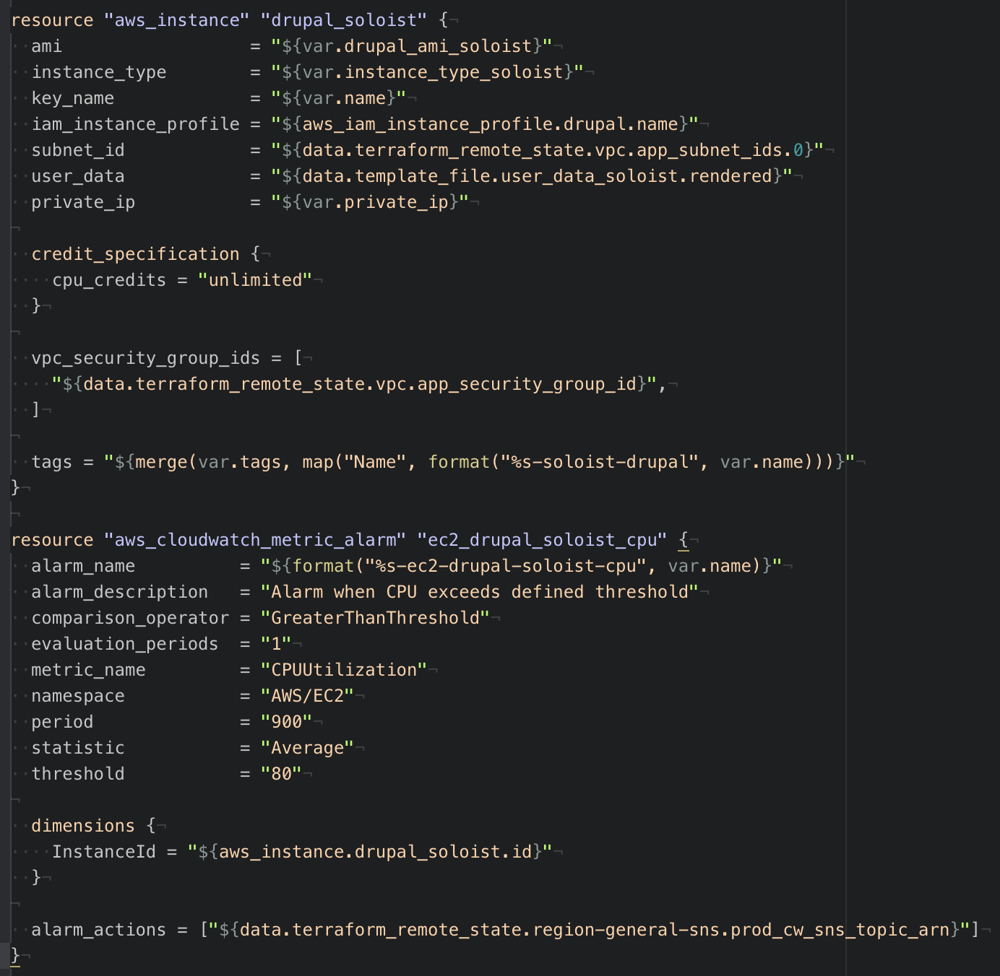 resource "aws_instance" "drupal_soloist" {
  ami                  = "${var.drupal_ami_soloist}"
  instance_type        = "${var.instance_type_soloist}"
  key_name             = "${var.name}"
  iam_instance_profile = "${aws_iam_instance_profile.drupal.name}"
  subnet_id            = "${data.terraform_remote_state.vpc.app_subnet_ids.0}"
  user_data            = "${data.template_file.user_data_soloist.rendered}"
  private_ip           = "${var.private_ip}"

  credit_specification {
    cpu_credits = "unlimited"
  }

  vpc_security_group_ids = [
    "${data.terraform_remote_state.vpc.app_security_group_id}",
  ]

  tags = "${merge(var.tags, map("Name", format("%s-soloist-drupal", var.name)))}"
}

resource "aws_cloudwatch_metric_alarm" "ec2_drupal_soloist_cpu" {
  alarm_name          = "${format("%s-ec2-drupal-soloist-cpu", var.name)}"
  alarm_description   = "Alarm when CPU exceeds defined threshold"
  comparison_operator = "GreaterThanThreshold"
  evaluation_periods  = "1"
  metric_name         = "CPUUtilization"
  namespace           = "AWS/EC2"
  period              = "900"
  statistic           = "Average"
  threshold           = "80"

  dimensions {
    InstanceId = "${aws_instance.drupal_soloist.id}"
  }

  alarm_actions = ["${data.terraform_remote_state.region-general-sns.prod_cw_sns_topic_arn}"]
}